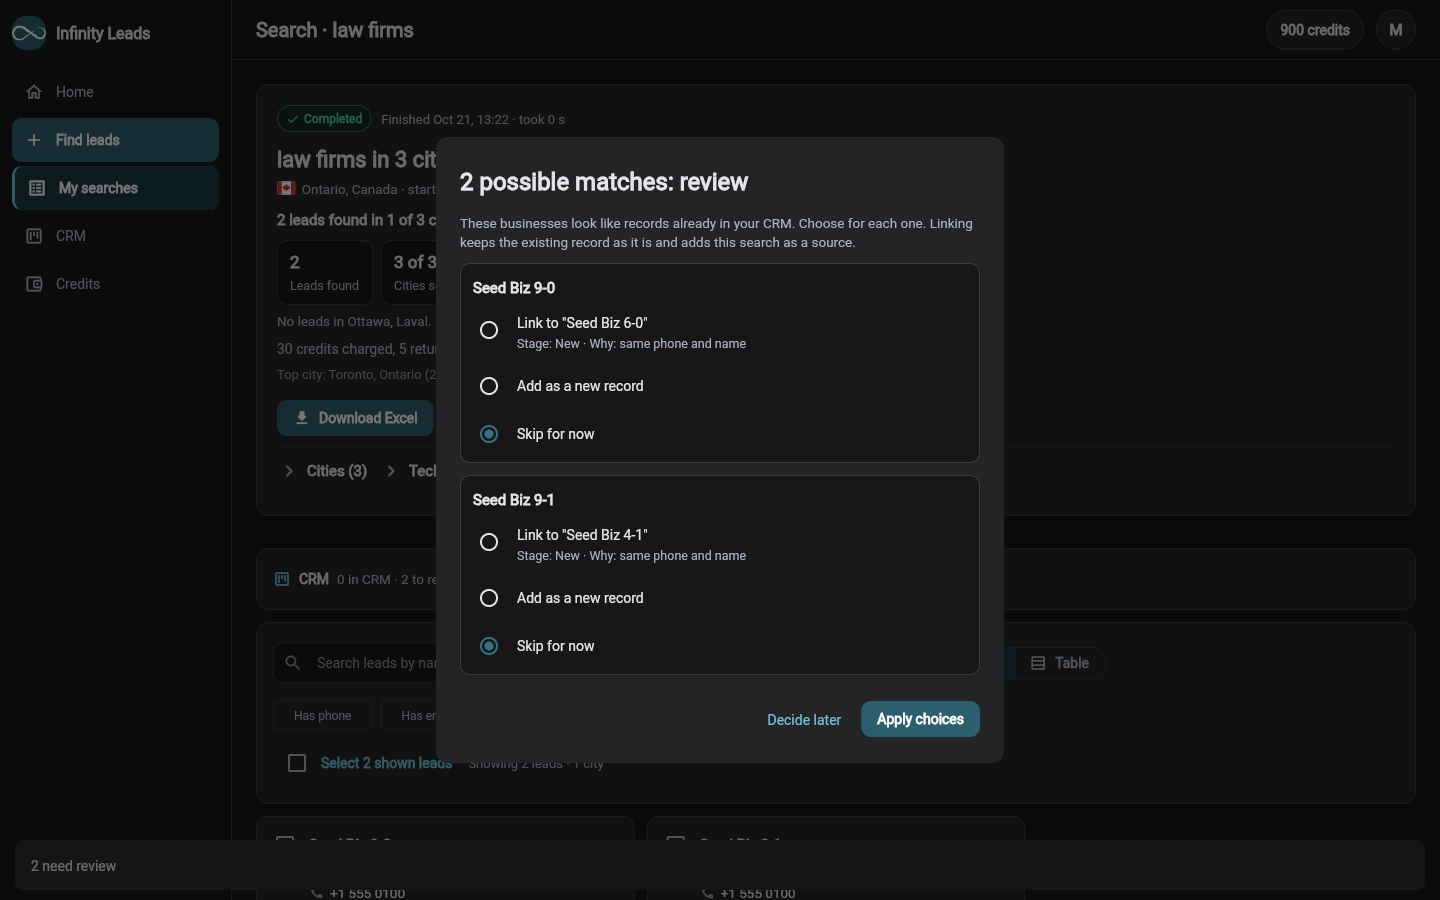 Infinity Leads
Search · law firms
900 credits
M
Home
Find leads
My searches
CRM
Credits
Completed
Finished Oct 21, 13:22 · took 0 s
law firms in 3 cit
Ontario, Canada · start
2 leads found in 1 of 3 c
2
Leads found
3 of 3
Cities s
No leads in Ottawa, Laval.
30 credits charged, 5 retur
Top city: Toronto, Ontario (2
Download Excel
Cities (3)
Tech
CRM
0 in CRM · 2 to re
Search leads by nam
Table
Has phone
Has em
Select 2 shown leads
Showing 2 leads · 1 city
+1 555 0100
+1 555 0100
2 need review
2 possible matches: review
These businesses look like records already in your CRM. Choose for each one. Linking
keeps the existing record as it is and adds this search as a source.
Seed Biz 9-0
Link to "Seed Biz 6-0"
Stage: New · Why: same phone and name
Add as a new record
Skip for now
Seed Biz 9-1
Link to "Seed Biz 4-1"
Stage: New · Why: same phone and name
Add as a new record
Skip for now
Decide later
Apply choices